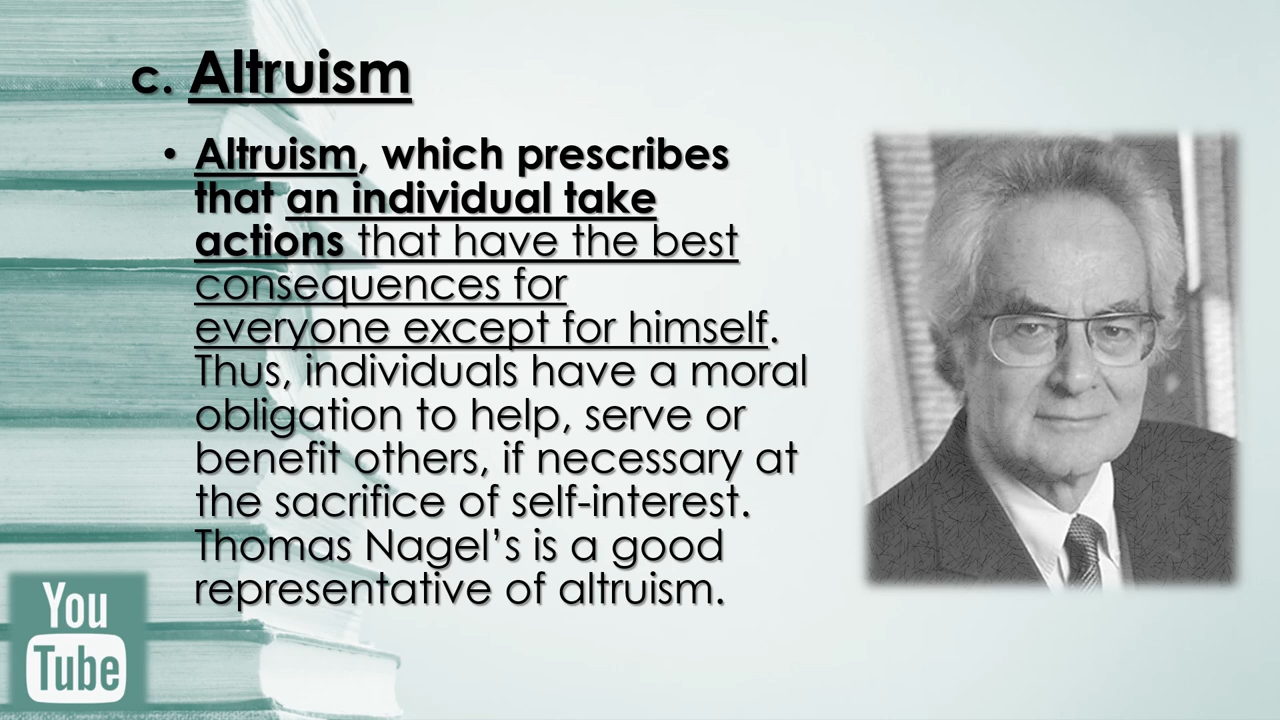 c. Altruism
• Altruism, which prescribes
that an individual take
actions that have the best
consequences for
everyone except for himself.
Thus, individuals have a moral
obligation to help, serve or
benefit others, if necessary at
the sacrifice of self-interest.
Thomas Nagel’s is a good
representative of altruism.
You
Tube